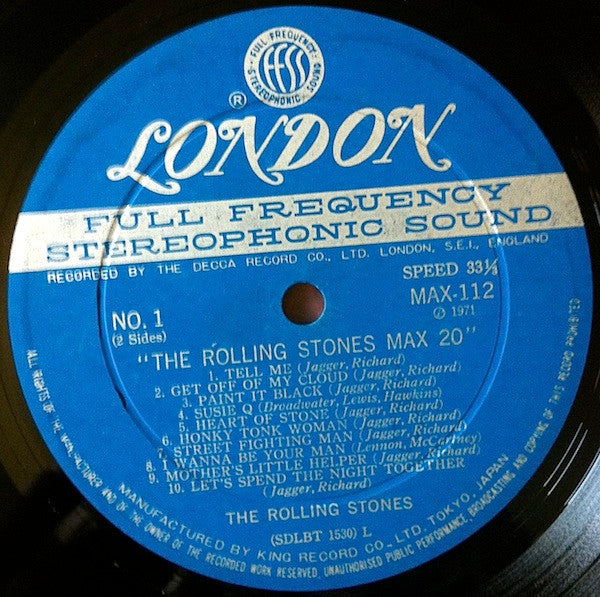 FULL FREQUENCY
ffss
STEREOPHONIC SOUND
®
LONDON
FULL FREQUENCY
STEREOPHONIC SOUND
RECORDED BY THE DECCA RECORD CO., LTD. LONDON, S.E.I., ENGLAND
SPEED 33⅓
NO. 1
(2 Sides)
MAX-112
Ⓟ 1971
"THE ROLLING STONES MAX 20"
1. TELL ME (Jagger, Richard)
2. GET OFF OF MY CLOUD (Jagger, Richard)
3. PAINT IT BLACK (Jagger, Richard)
4. SUSIE Q (Broadwater, Lewis, Hawkins)
5. HEART OF STONE (Jagger, Richard)
6. HONKY TONK WOMAN (Jagger, Richard)
7. STREET FIGHTING MAN (Jagger, Richard)
8. I WANNA BE YOUR MAN (Lennon, McCartney)
9. MOTHER'S LITTLE HELPER (Jagger, Richard)
10. LET'S SPEND THE NIGHT TOGETHER
(Jagger, Richard)
THE ROLLING STONES
(SDLBT 1530) L
MANUFACTURED BY KING RECORD CO., LTD. TOKYO, JAPAN
ALL RIGHTS OF THE MANUFACTURER AND OF THE OWNER OF THE RECORDED WORK RESERVED. UNAUTHORISED PUBLIC PERFORMANCE, BROADCASTING AND COPYING OF THIS RECORD PROHIBITED